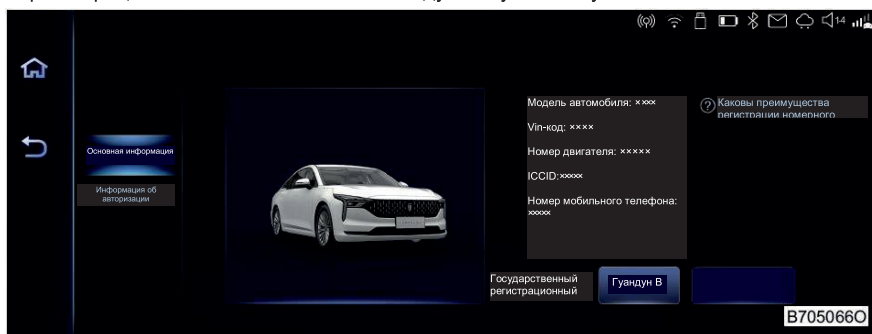 14
Модель автомобиля: ××××
Каковы преимущества
регистрации номерного
Vin-код: ××××
Основная информация
Номер двигателя: ×××××
ICCID:×××××
Информация об
авторизации
Номер мобильного телефона:
×××××
Государственный
регистрационный
Гуандун B
B705066O